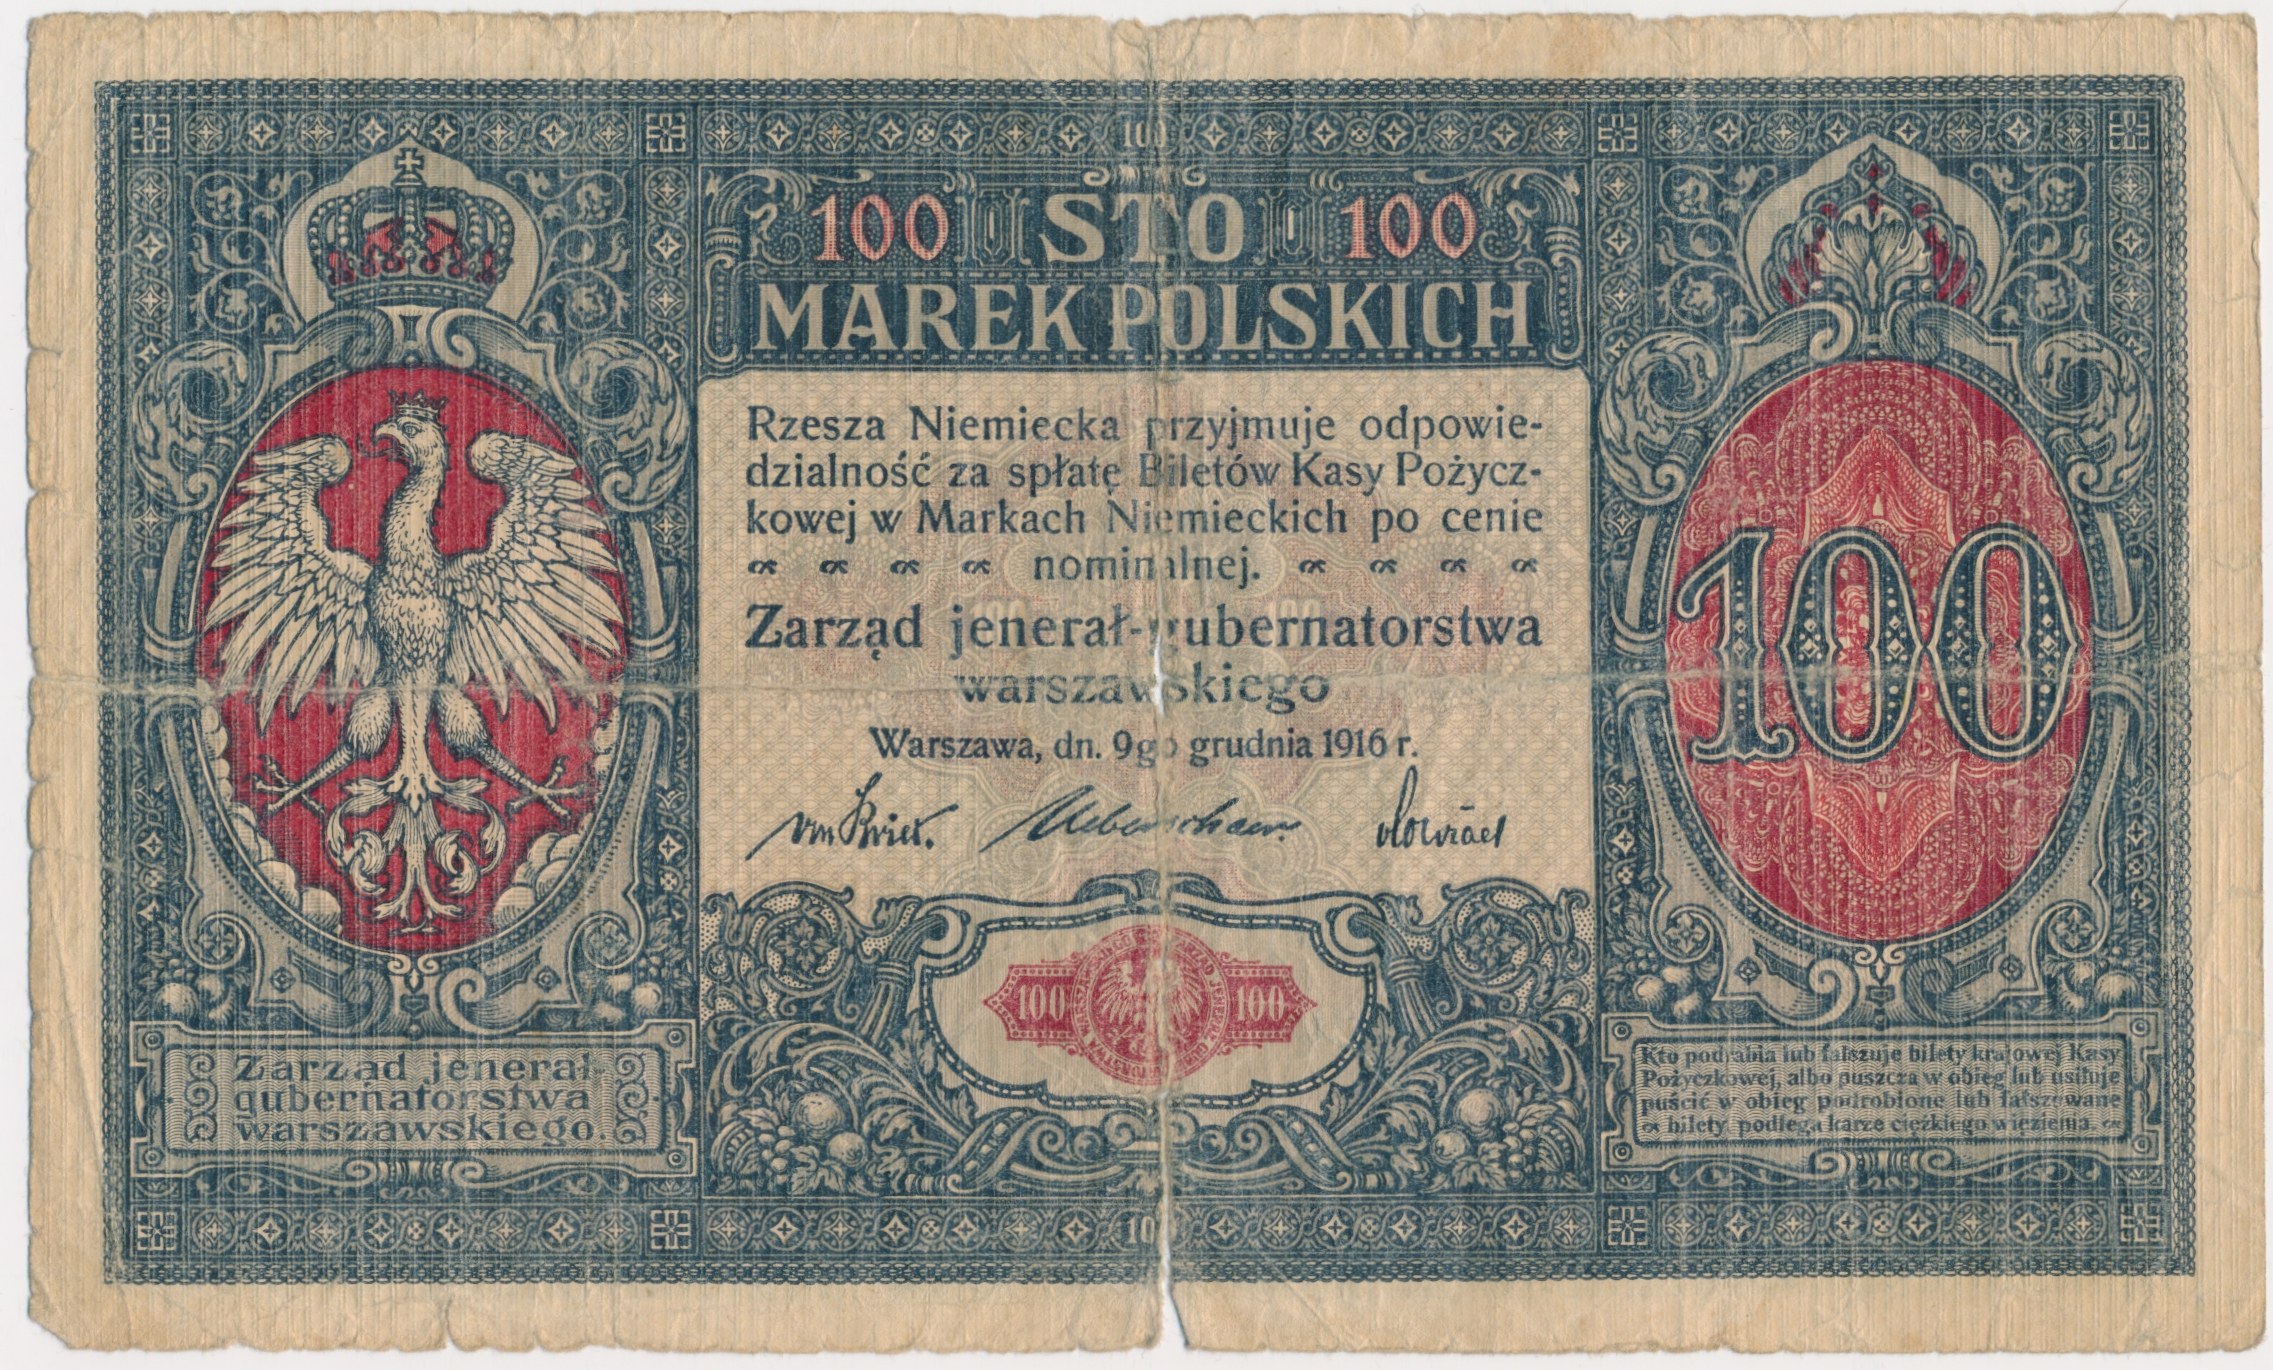 100
100 STO 100
MAREK POLSKICH
Rzesza Niemiecka przyjmuje odpowie-
dzialność za spłatę Biletów Kasy Pożycz-
kowej w Markach Niemieckich po cenie
nominalnej.
Zarząd jenerał-gubernatorstwa
warszawskiego
Warszawa, dn. 9go grudnia 1916 r.
100
100 100
Zarząd jenerał-
gubernatorstwa
warszawskiego.
Kto podrabia lub fałszuje bilety krajowej Kasy
Pożyczkowej, albo puszcza w obieg lub usiłuje
puścić w obieg podrobione lub fałszowane
bilety podlega karze ciężkiego więzienia.
100